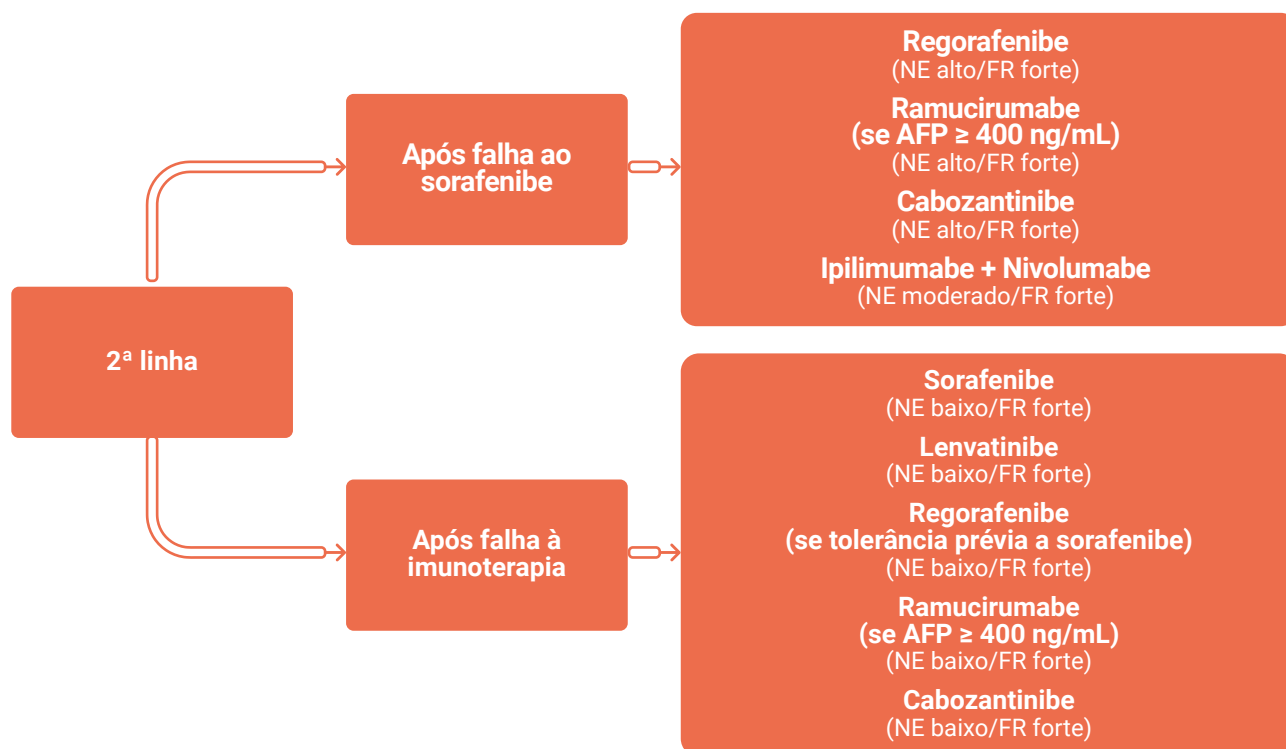 2ª linha
Após falha ao
sorafenibe
Regorafenibe
(NE alto/FR forte)
Ramucirumabe
(se AFP ≥ 400 ng/mL)
(NE alto/FR forte)
Cabozantinibe
(NE alto/FR forte)
Ipilimumabe + Nivolumabe
(NE moderado/FR forte)
Após falha à
imunoterapia
Sorafenibe
(NE baixo/FR forte)
Lenvatinibe
(NE baixo/FR forte)
Regorafenibe
(se tolerância prévia a sorafenibe)
(NE baixo/FR forte)
Ramucirumabe
(se AFP ≥ 400 ng/mL)
(NE baixo/FR forte)
Cabozantinibe
(NE baixo/FR forte)